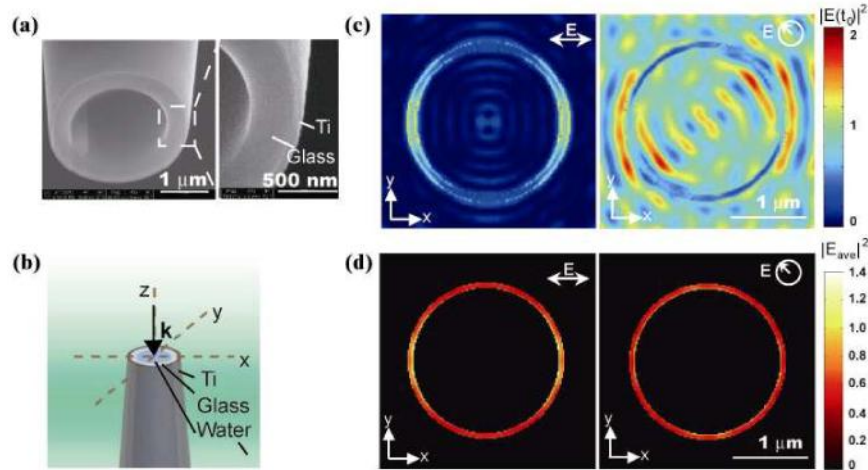 (a)
Ti
Glass
1 μm
500 nm
(b)
z
k
y
x
Ti
Glass
Water
(c)
E
E
y
x
y
x
1 μm
|E(t₀)|²
2
1
0
(d)
E
E
y
x
y
x
1 μm
|E_ave|²
1.4
1.2
1.0
0.8
0.6
0.4
0.2
0